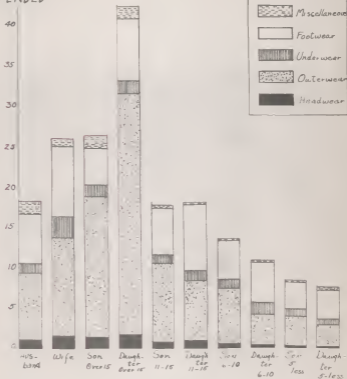 ENDED
40
35
30
25
20
15
10
5
0
Miscellaneous
Footwear
Underwear
Outerwear
Headwear
Hus-band Wife Son Over 15 Daugh-ter Over 15 Son 11-15 Daugh-ter 11-15 Son 6-10 Daugh-ter 6-10 Son 5-less Daugh-ter 5-less